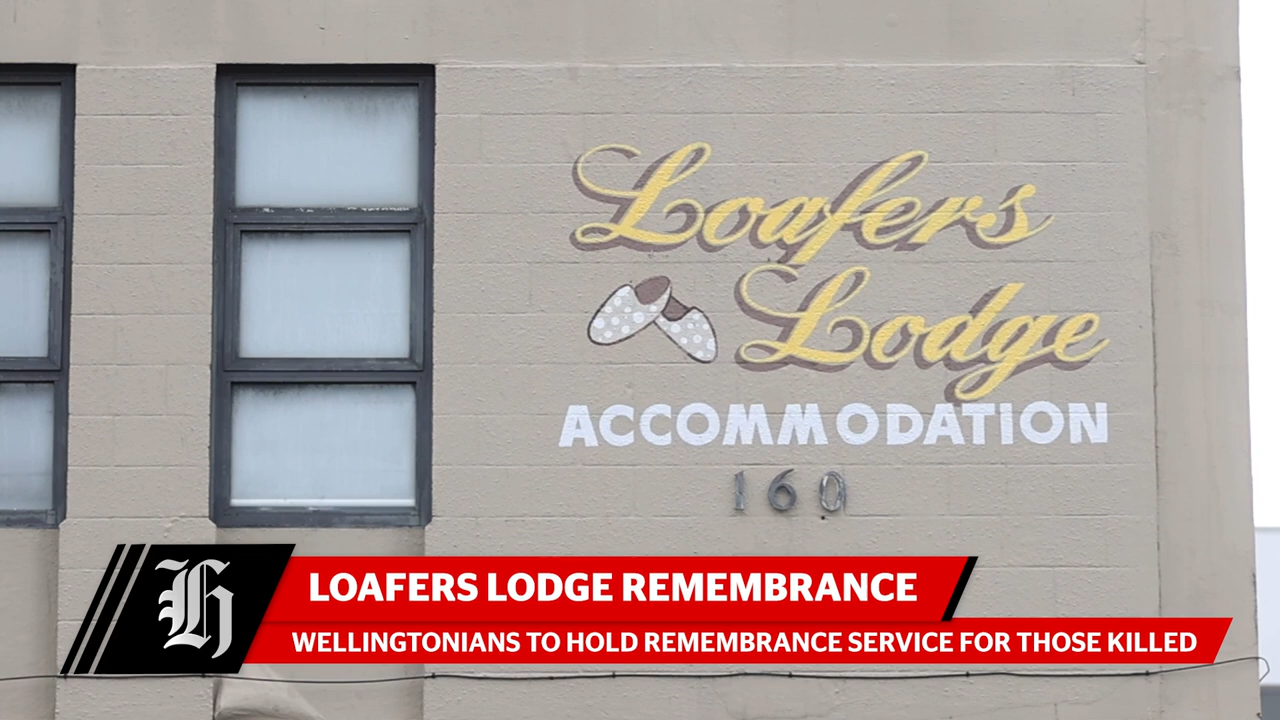 Loafers
Lodge
ACCOMMODATION
160
H
LOAFERS LODGE REMEMBRANCE
WELLINGTONIANS TO HOLD REMEMBRANCE SERVICE FOR THOSE KILLED